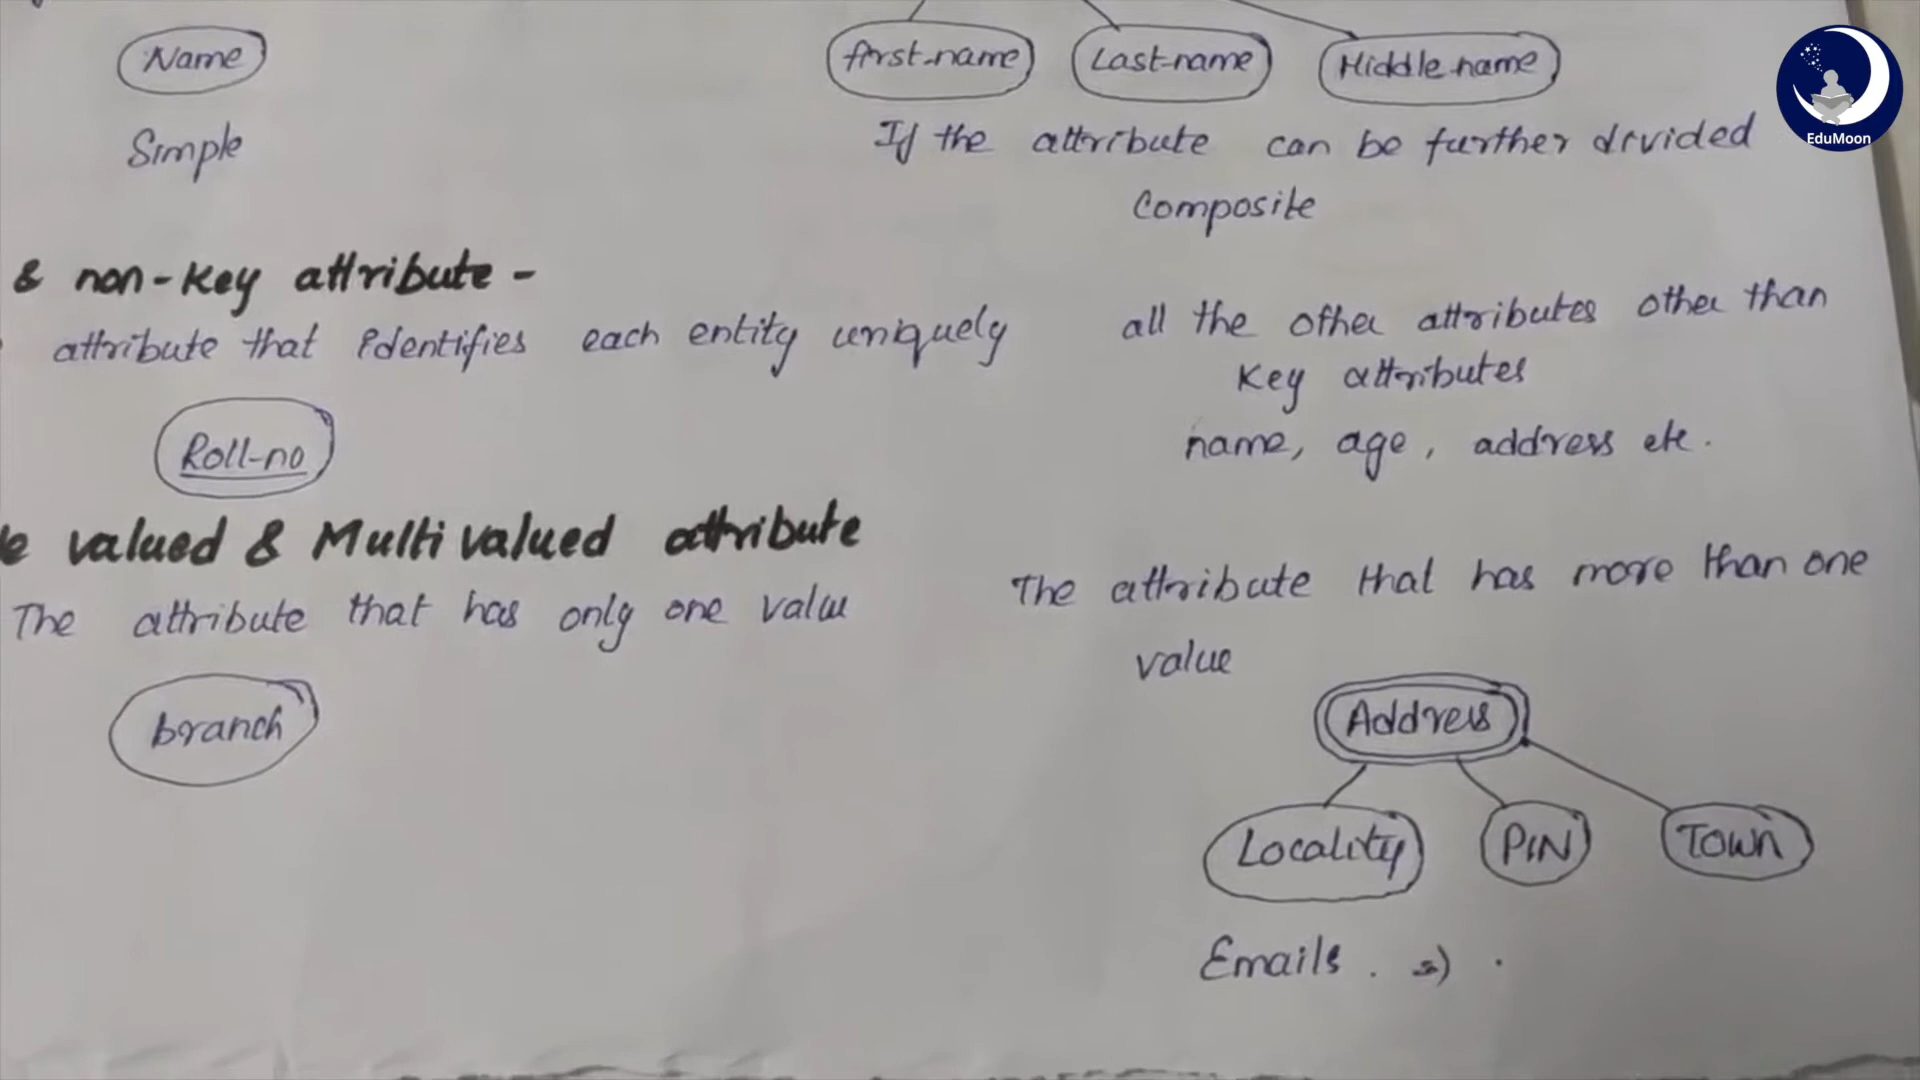 Name
first-name Last-name Middle-name
Simple
If the attribute can be further divided
Composite
& non-key attribute -
attribute that identifies each entity uniquely
all the other attributes other than
key attributes
name, age, address etc.
Roll-no
valued & Multi valued attribute
The attribute that has only one value
The attribute that has more than one
value
branch
Address
Locality PIN Town
Emails .
EduMoon